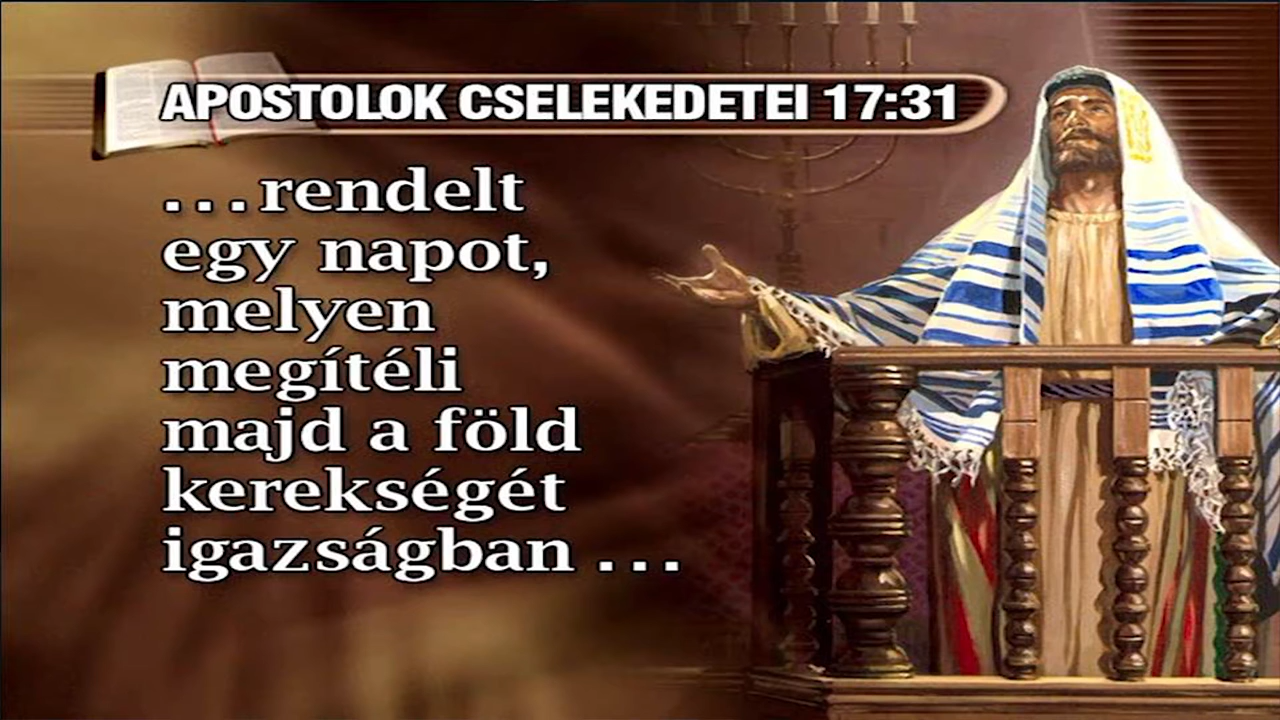 APOSTOLOK CSELEKEDETEI 17:31
...rendelt
egy napot,
melyen
megítéli
majd a föld
kerekségét
igazságban ...